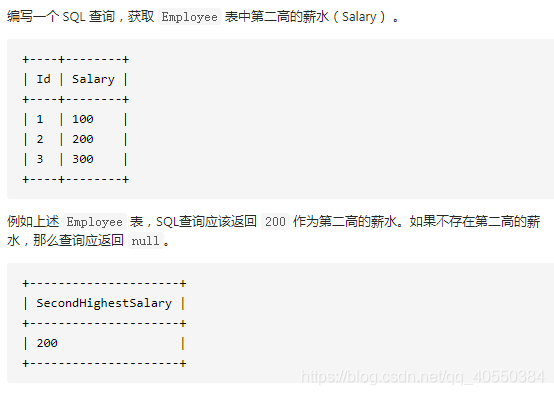 编写一个 SQL 查询，获取 Employee 表中第二高的薪水（Salary） 。
+----+--------+
| Id | Salary |
+----+--------+
| 1  | 100    |
| 2  | 200    |
| 3  | 300    |
+----+--------+
例如上述 Employee 表，SQL查询应该返回 200 作为第二高的薪水。如果不存在第二高的薪
水，那么查询应返回 null。
+---------------------+
| SecondHighestSalary |
+---------------------+
| 200                 |
+---------------------+
https://blog.csdn.net/qq_40550384